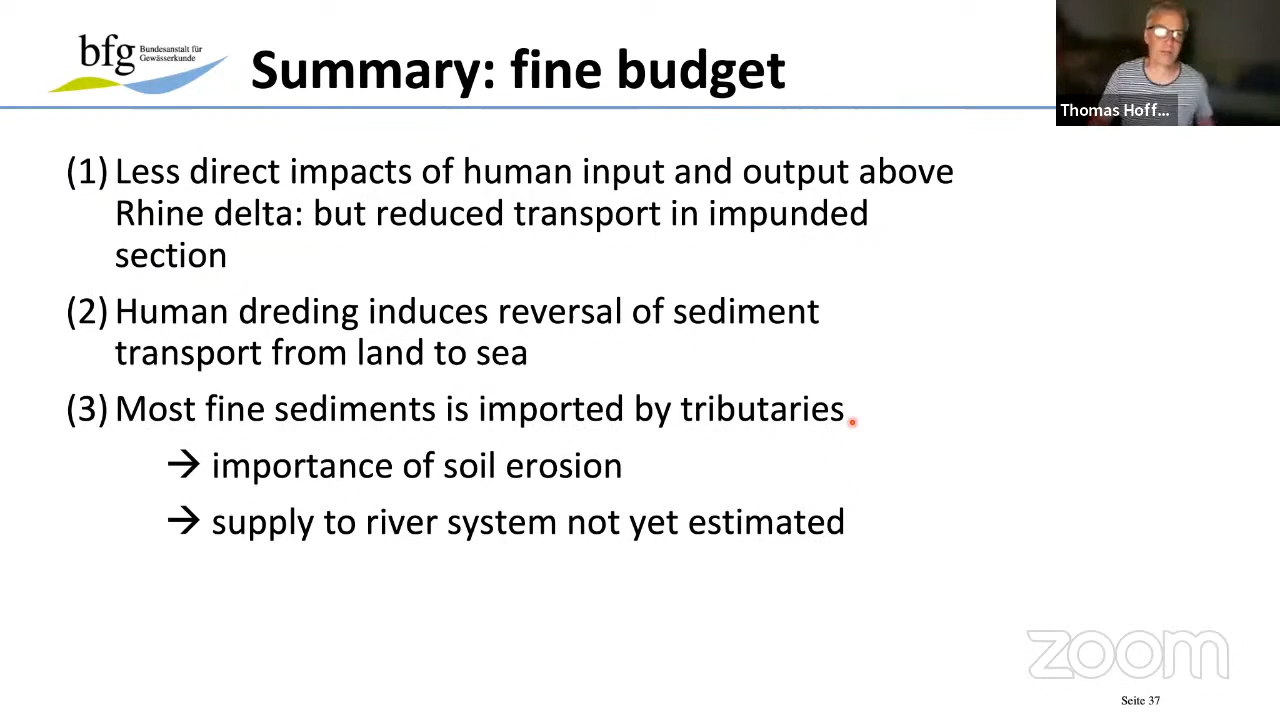 bfg Bundesanstalt für
Gewässerkunde
Summary: fine budget
Thomas Hoff...
(1) Less direct impacts of human input and output above
Rhine delta: but reduced transport in impunded
section
(2) Human dreding induces reversal of sediment
transport from land to sea
(3) Most fine sediments is imported by tributaries
→ importance of soil erosion
→ supply to river system not yet estimated
zoom
Seite 37